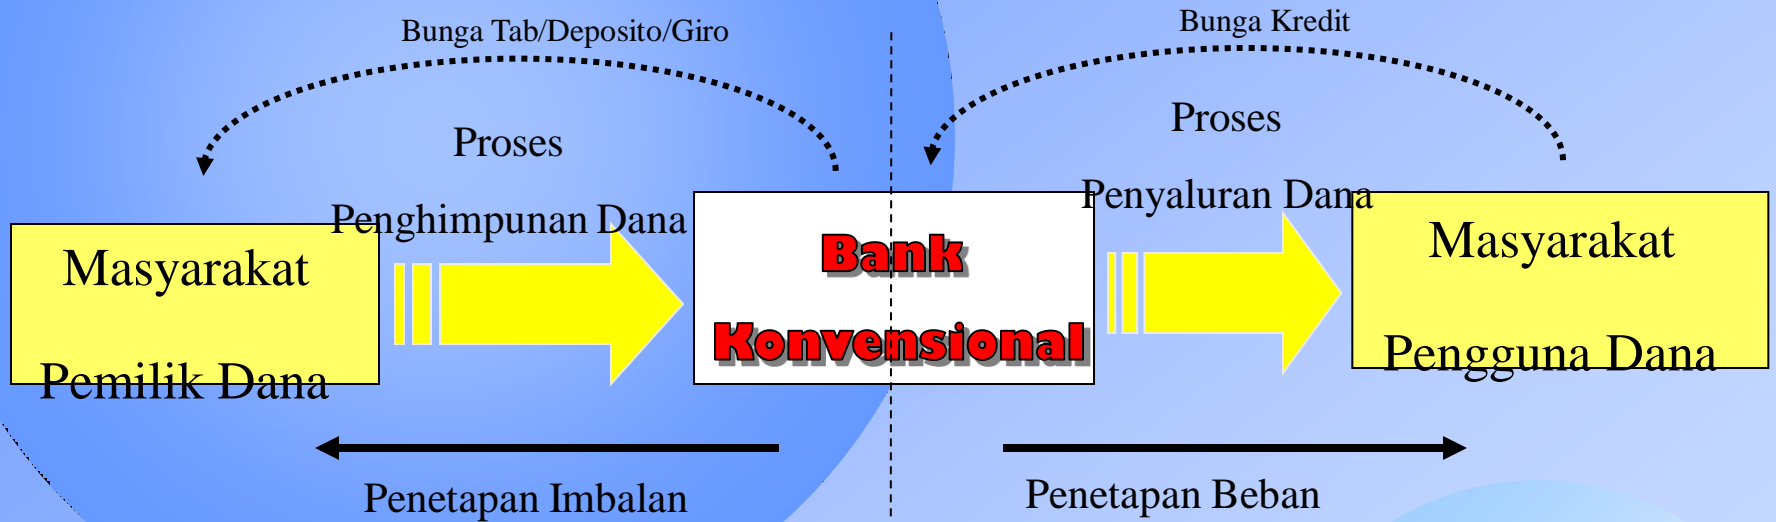 Bunga Tab/Deposito/Giro
Bunga Kredit
Proses
Penghimpunan Dana
Proses
Penyaluran Dana
Masyarakat
Pemilik Dana
Bank
Konvensional
Masyarakat
Pengguna Dana
Penetapan Imbalan
Penetapan Beban